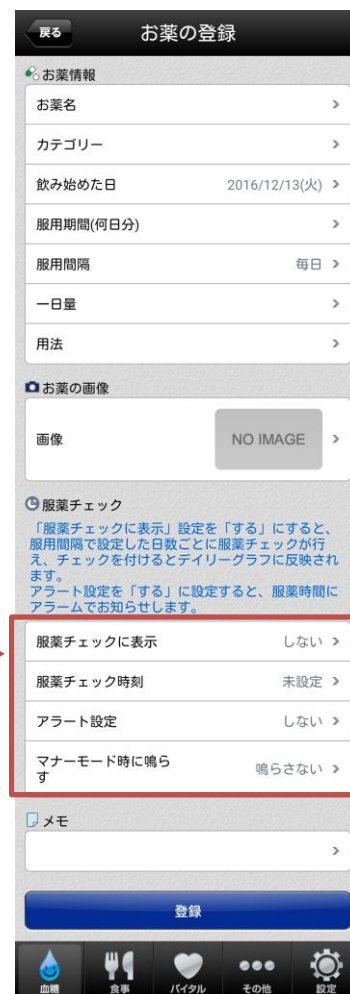 戻る
お薬の登録
お薬情報
お薬名
カテゴリー
飲み始めた日 2016/12/13(火)
服用期間(何日分)
服用間隔 毎日
一日量
用法
お薬の画像
画像 NO IMAGE
服薬チェック
「服薬チェックに表示」設定を「する」にすると、
服用間隔で設定した日数ごとに服薬チェックが行
え、チェックを付けるとデイリーグラフに反映され
ます。
アラート設定を「する」に設定すると、服薬時間に
アラームでお知らせします。
服薬チェックに表示 しない
服薬チェック時刻 未設定
アラート設定 しない
マナーモード時に鳴ら
す 鳴らさない
メモ
登録
血糖 食事 バイタル その他 設定